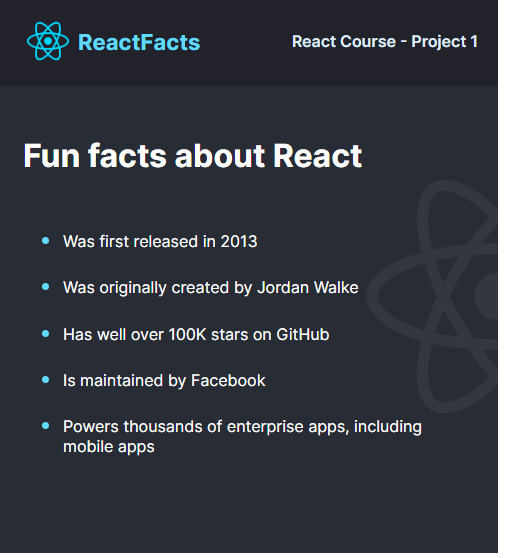 ReactFacts
React Course - Project 1
Fun facts about React
Was first released in 2013
Was originally created by Jordan Walke
Has well over 100K stars on GitHub
Is maintained by Facebook
Powers thousands of enterprise apps, including
mobile apps